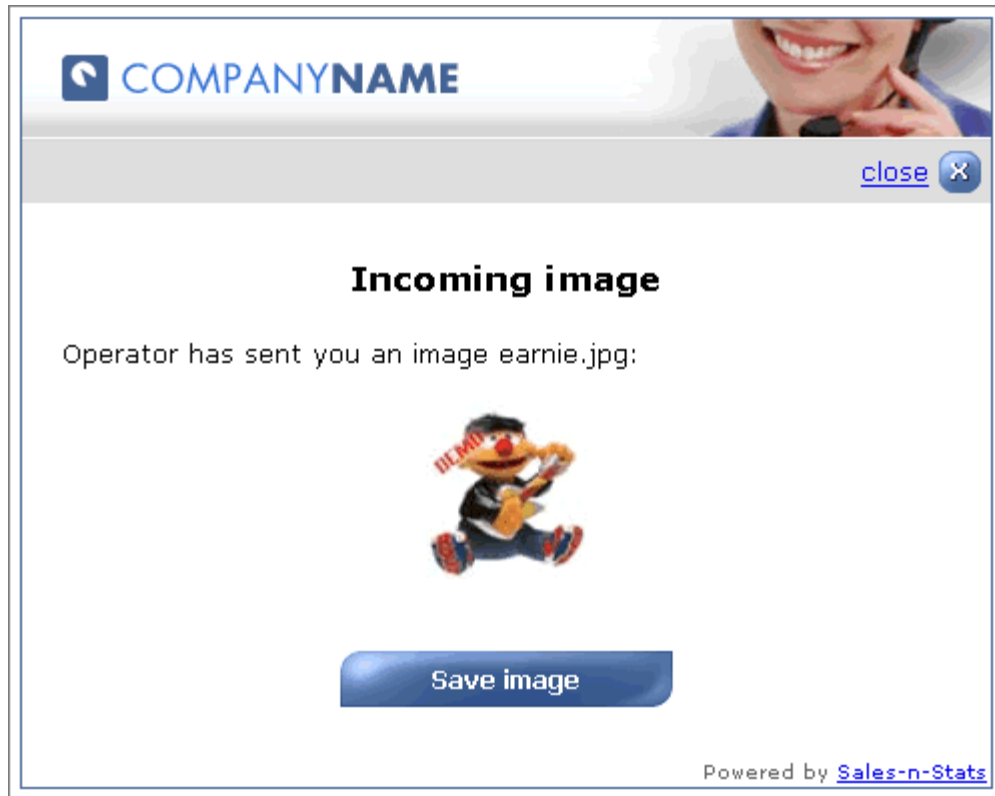 COMPANYNAME
close
Incoming image
Operator has sent you an image earnie.jpg:
DEMO
Save image
Powered by Sales-n-Stats